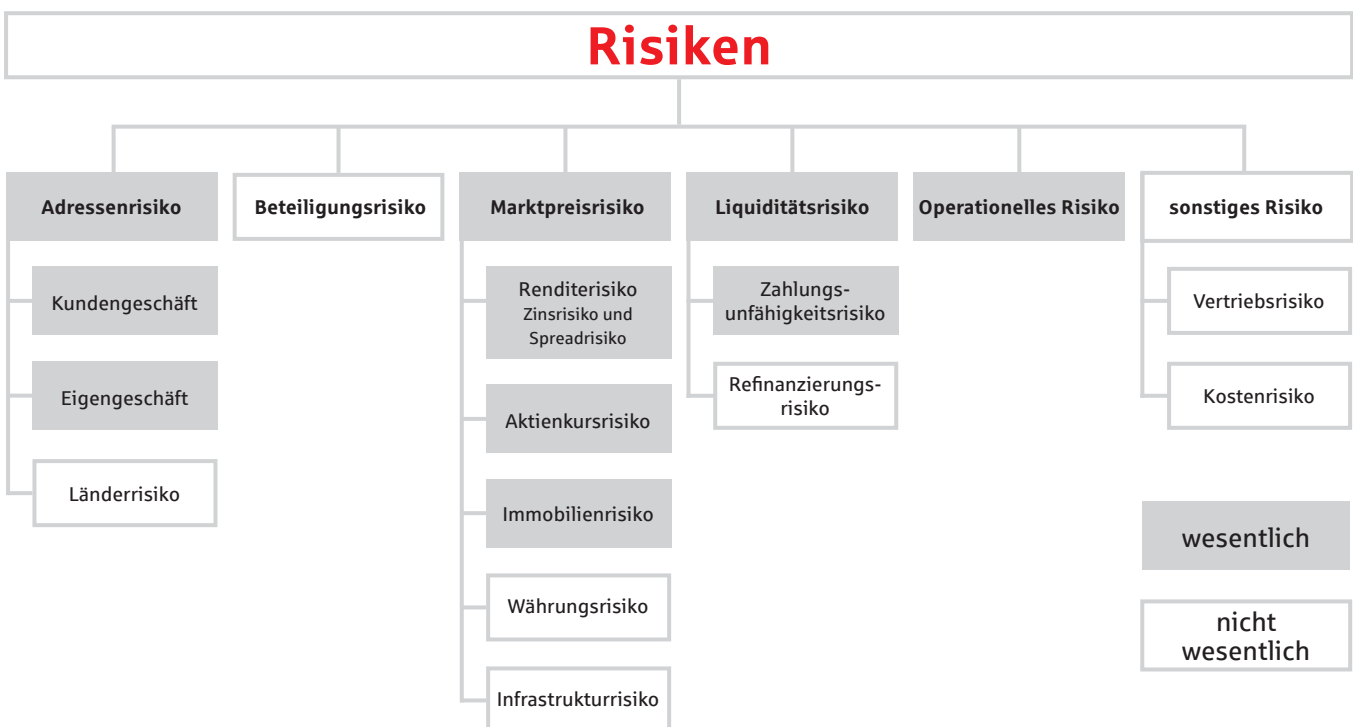 Risiken
Adressenrisiko
Kundengeschäft
Eigengeschäft
Länderrisiko
Beteiligungsrisiko
Marktpreisrisiko
Renditerisiko
Zinsrisiko und
Spreadrisiko
Aktienkursrisiko
Immobilienrisiko
Währungsrisiko
Infrastrukturrisiko
Liquiditätsrisiko
Zahlungs-
unfähigkeitsrisiko
Refinanzierungs-
risiko
Operationelles Risiko
sonstiges Risiko
Vertriebsrisiko
Kostenrisiko
wesentlich
nicht
wesentlich